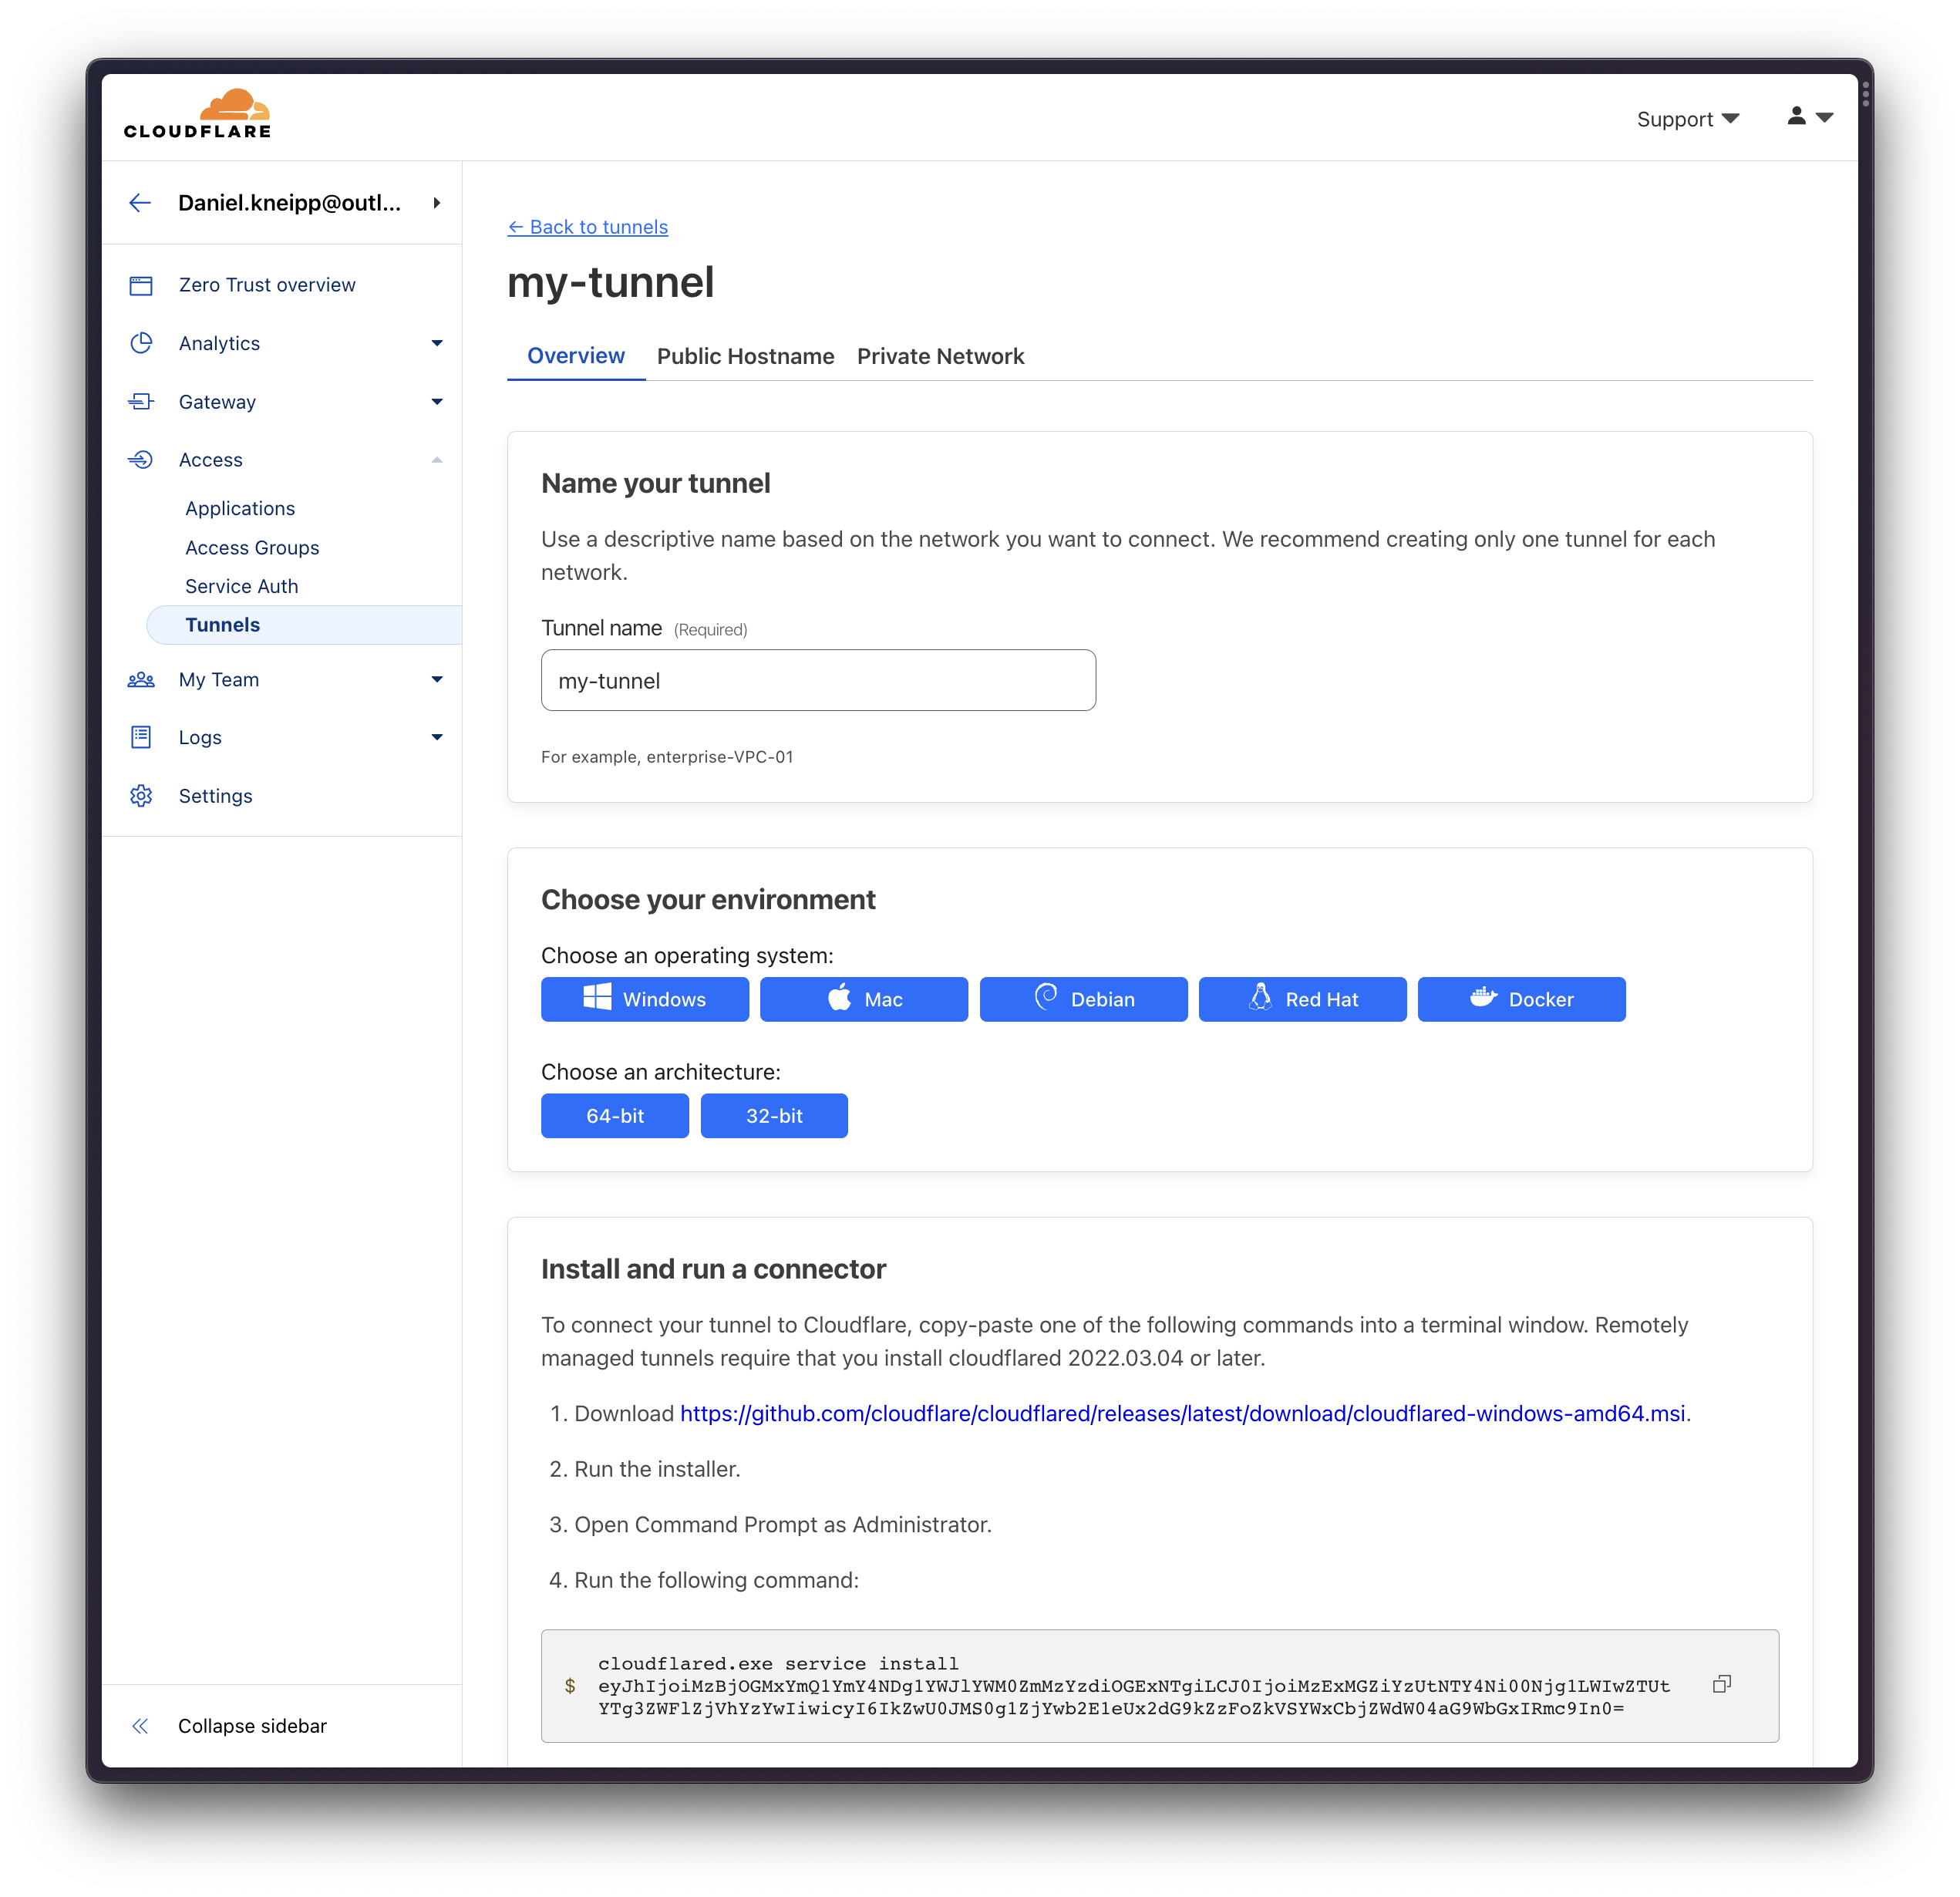 CLOUDFLARE
Support
Daniel.kneipp@outl...
Zero Trust overview
Analytics
Gateway
Access
Applications
Access Groups
Service Auth
Tunnels
My Team
Logs
Settings
Collapse sidebar
← Back to tunnels
my-tunnel
Overview Public Hostname Private Network
Name your tunnel
Use a descriptive name based on the network you want to connect. We recommend creating only one tunnel for each
network.
Tunnel name (Required)
my-tunnel
For example, enterprise-VPC-01
Choose your environment
Choose an operating system:
Windows Mac Debian Red Hat Docker
Choose an architecture:
64-bit 32-bit
Install and run a connector
To connect your tunnel to Cloudflare, copy-paste one of the following commands into a terminal window. Remotely
managed tunnels require that you install cloudflared 2022.03.04 or later.
1. Download https://github.com/cloudflare/cloudflared/releases/latest/download/cloudflared-windows-amd64.msi.
2. Run the installer.
3. Open Command Prompt as Administrator.
4. Run the following command:
$ cloudflared.exe service install
eyJhIjoiMzBjOGMxYmQ1YmY4NDg1YWJlYWM0ZmMzYzdiOGExNTgiLCJ0IjoiMzExMGZiYzUtNTY4Ni00Njg1LWIwZTUt
YTg3ZWFlZjVhYzYwIiwicyI6IkZwU0JMS0g1ZjYwb2E1eUx2dG9kZzFoZkVSYWxCbjZWdW04aG9WbGxIRmc9In0=